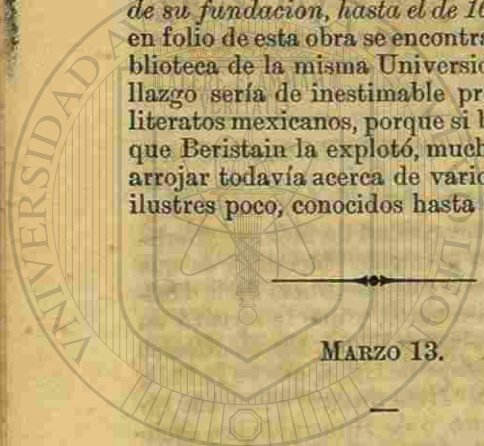 de su fundacion, hasta el de 16
en folio de esta obra se encontra
blioteca de la misma Universid
llazgo sería de inestimable pr
literatos mexicanos, porque si b
que Beristain la explotó, much
arrojar todavía acerca de vario
ilustres poco, conocidos hasta
MARZO 13.
UNIVERSIDAD